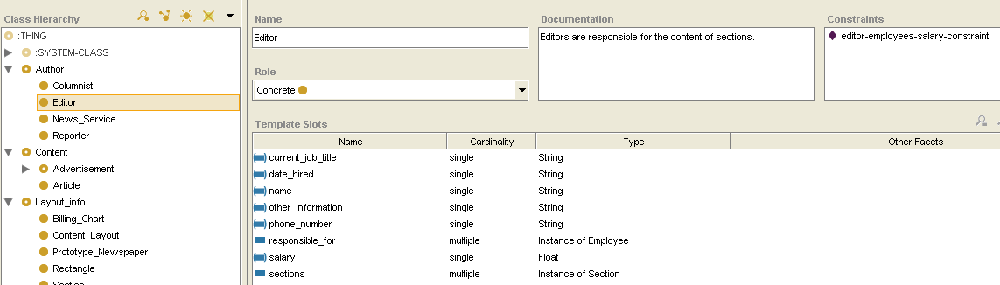 Class Hierarchy
:THING
:SYSTEM-CLASS
Author
Columnist
Editor
News_Service
Reporter
Content
Advertisement
Article
Layout_info
Billing_Chart
Content_Layout
Prototype_Newspaper
Rectangle
Section
Name
Editor
Role
Concrete
Documentation
Editors are responsible for the content of sections.
Constraints
editor-employees-salary-constraint
Template Slots
Name Cardinality Type Other Facets
current_job_title single String
date_hired single String
name single String
other_information single String
phone_number single String
responsible_for multiple Instance of Employee
salary single Float
sections multiple Instance of Section